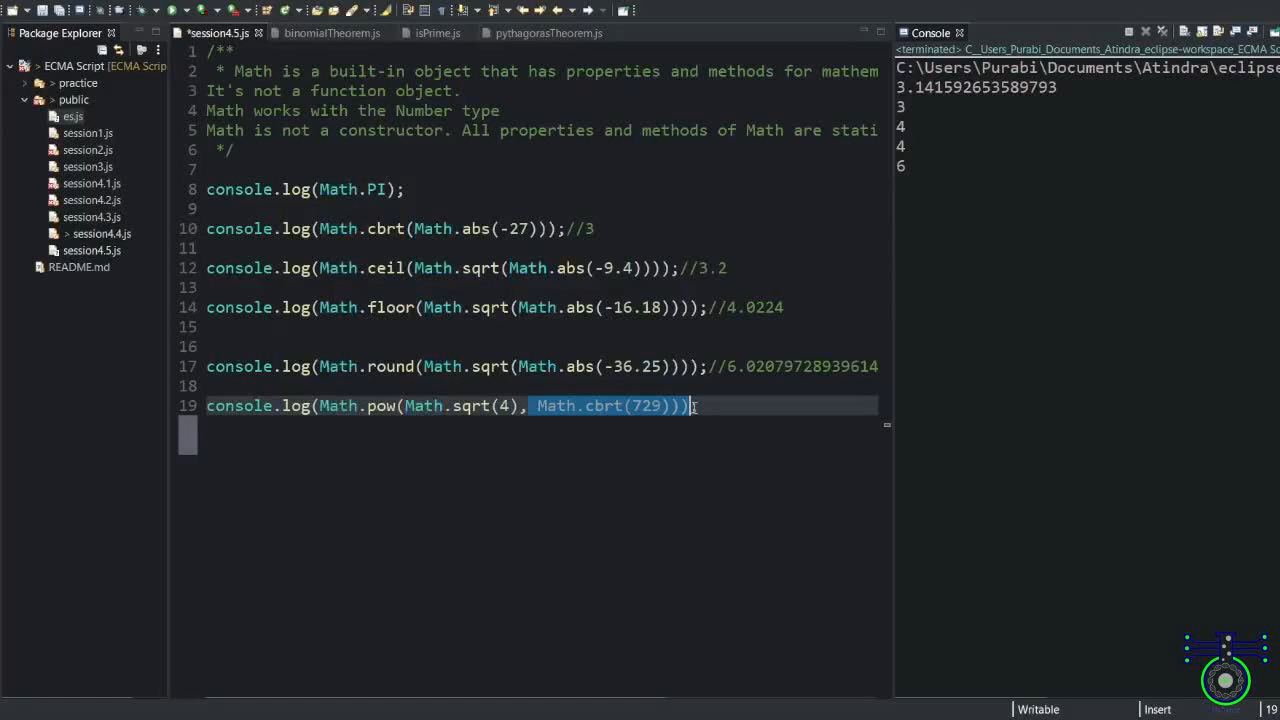 Package Explorer
*session4.5.js
binomialTheorem.js
isPrime.js
pythagorasTheorem.js
Console
<terminated> C__Users_Purabi_Documents_Atindra_eclipse-workspace_ECMA Sc
ECMA Script [ECMA Scrip
practice
public
es.js
session1.js
session2.js
session3.js
session4.1.js
session4.2.js
session4.3.js
> session4.4.js
session4.5.js
README.md
1 /**
2 * Math is a built-in object that has properties and methods for mathem
3 It's not a function object.
4 Math works with the Number type
5 Math is not a constructor. All properties and methods of Math are stati
6 */
7
8 console.log(Math.PI);
9
10 console.log(Math.cbrt(Math.abs(-27)));//3
11
12 console.log(Math.ceil(Math.sqrt(Math.abs(-9.4))));//3.2
13
14 console.log(Math.floor(Math.sqrt(Math.abs(-16.18))));//4.0224
15
16
17 console.log(Math.round(Math.sqrt(Math.abs(-36.25))));//6.02079728939614
18
19 console.log(Math.pow(Math.sqrt(4), Math.cbrt(729)))
C:\Users\Purabi\Documents\Atindra\eclipse
3.141592653589793
3
4
4
6
Writable
Insert
19